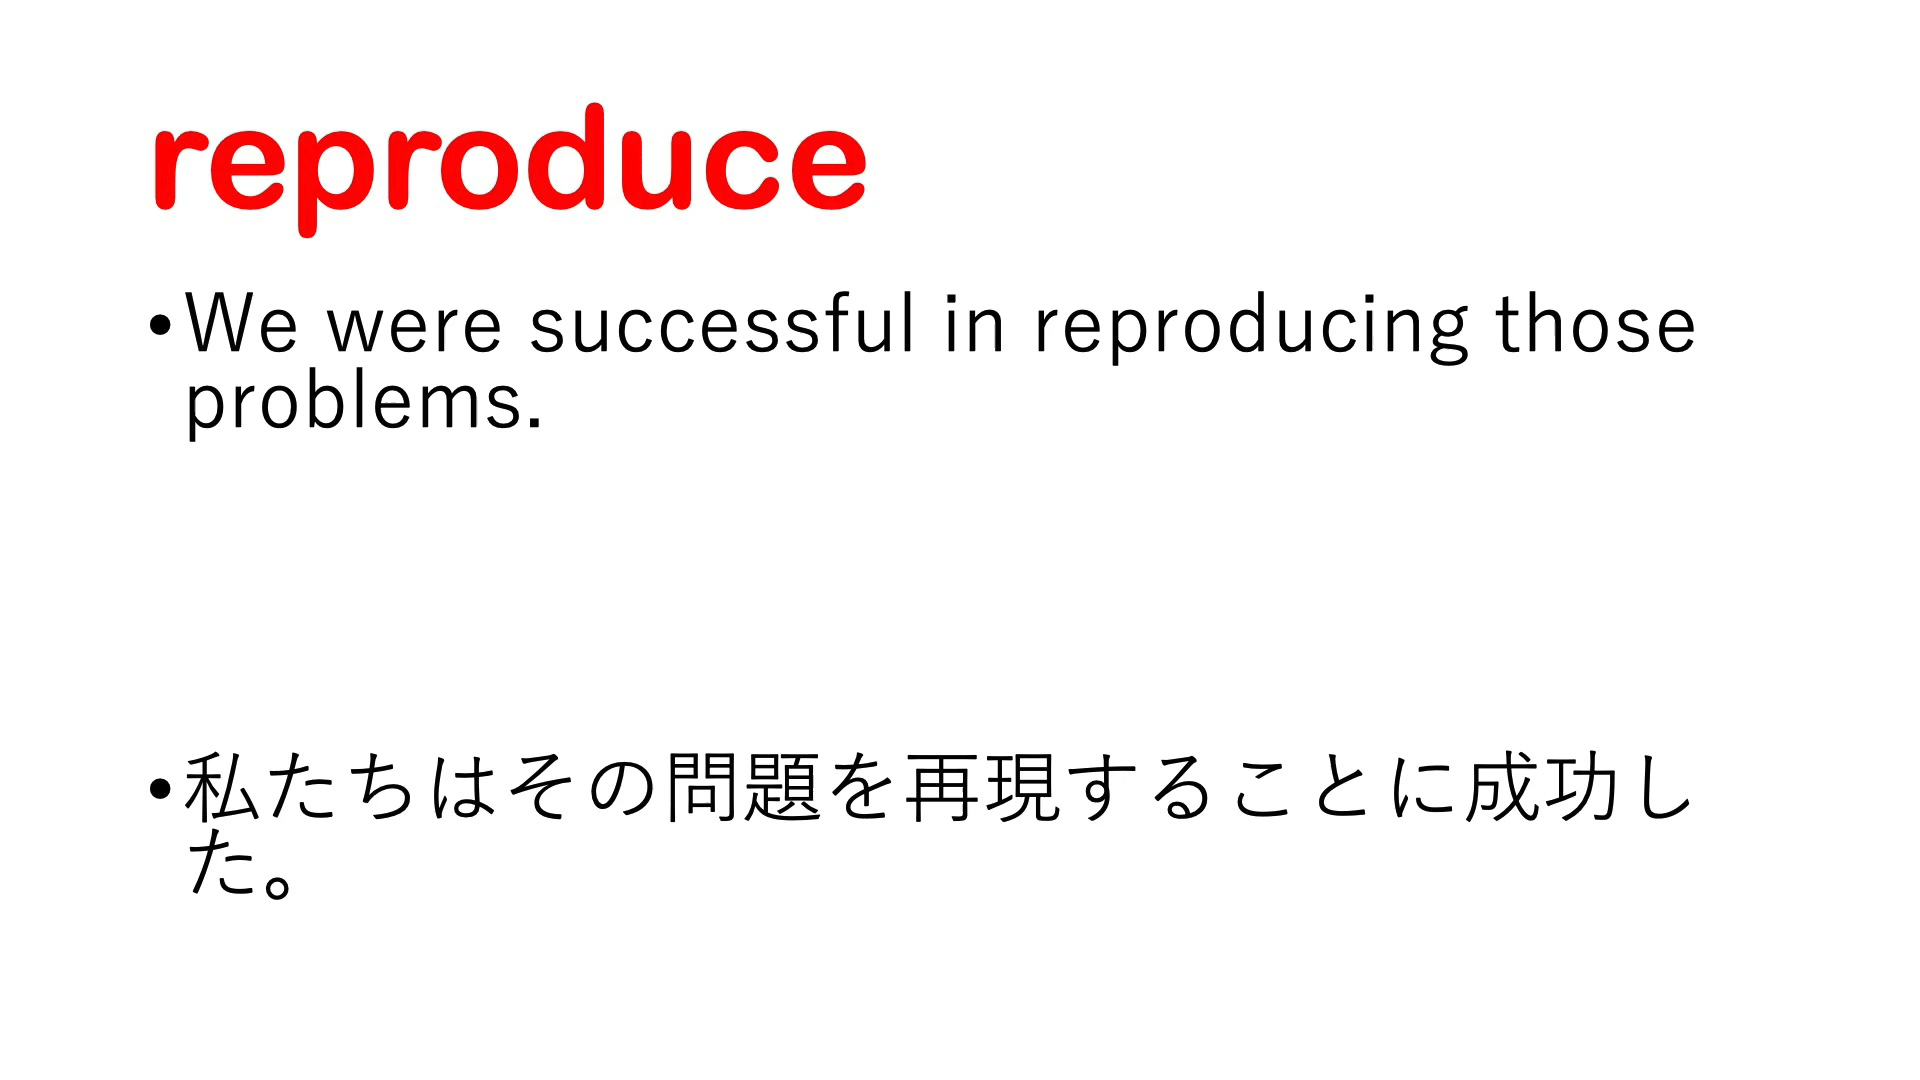 reproduce
•We were successful in reproducing those
problems.
•私たちはその問題を再現することに成功し
た。